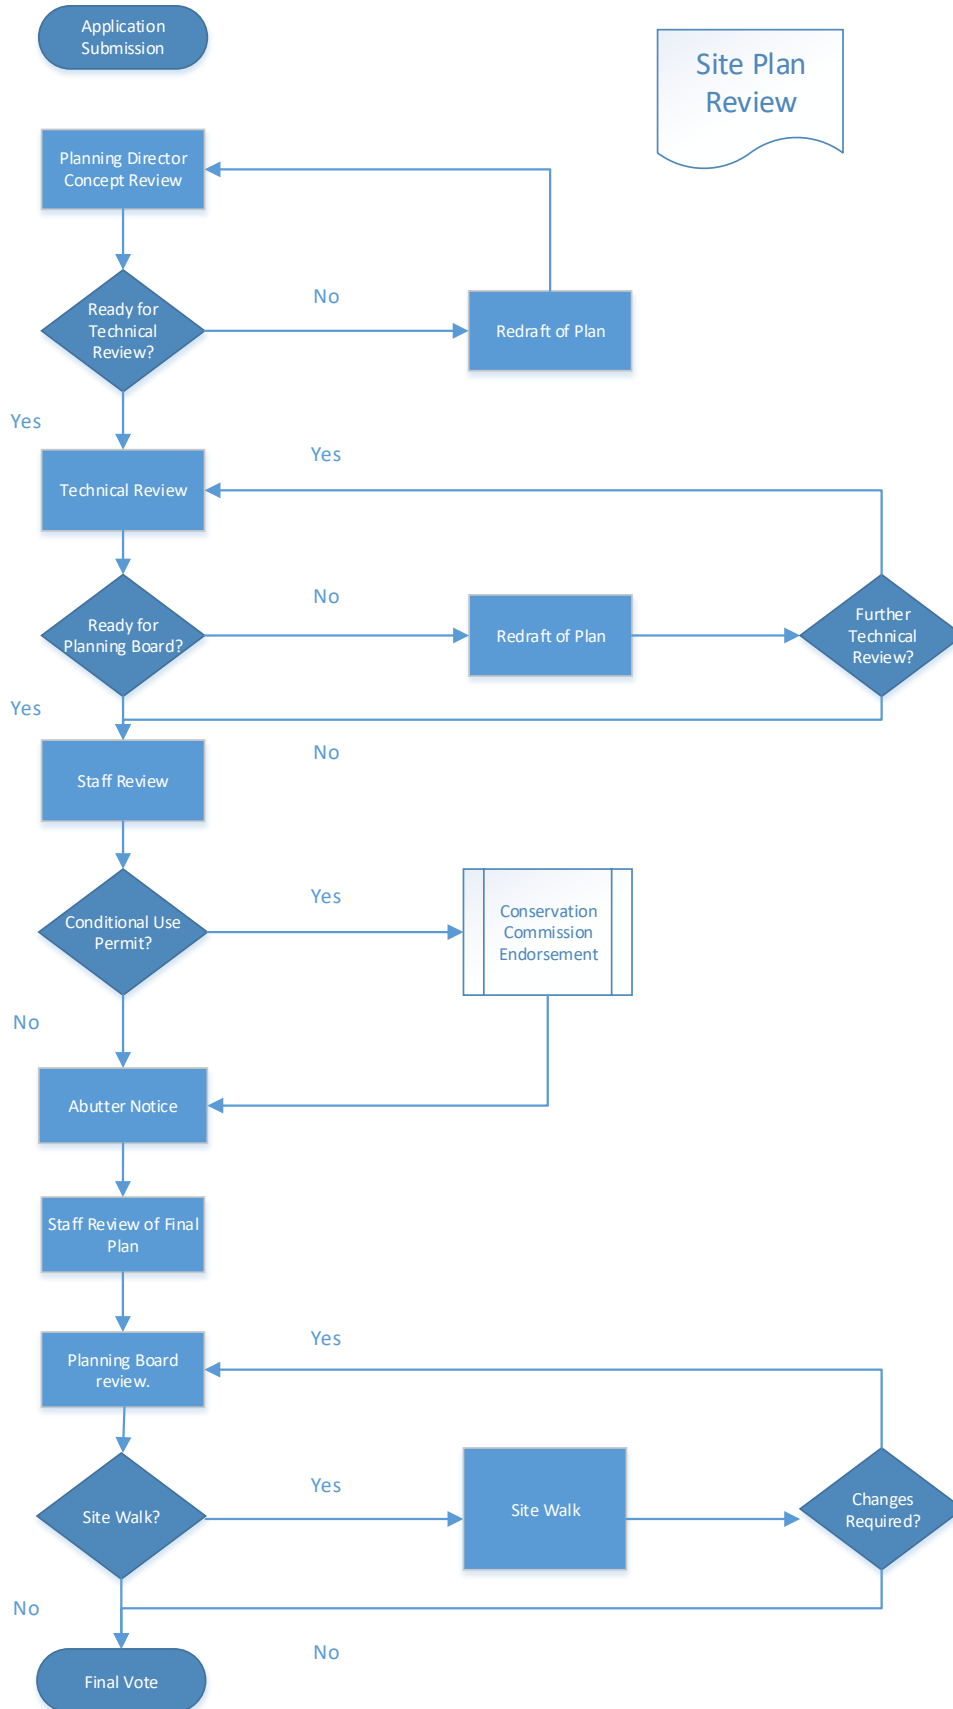 Application
Submission
Site Plan
Review
Planning Director
Concept Review
Ready for
Technical
Review?
No
Redraft of Plan
Yes
Technical Review
Yes
Ready for
Planning Board?
No
Redraft of Plan
Further
Technical
Review?
Yes
No
Staff Review
Conditional Use
Permit?
Yes
Conservation
Commission
Endorsement
No
Abutter Notice
Staff Review of Final
Plan
Planning Board
review.
Yes
Site Walk?
Yes
Site Walk
Changes
Required?
No
No
Final Vote